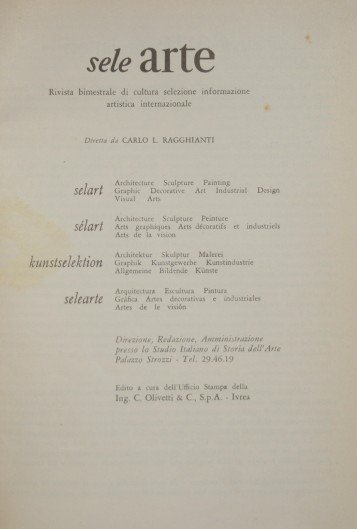 sele arte
Rivista bimestrale di cultura selezione informazione
artistica internazionale
Diretta da CARLO L. RAGGHIANTI
selart
Architecture Sculpture Painting
Graphic Decorative Art Industrial Design
Visual Arts
sélart
Architecture Sculpture Peinture
Arts graphiques Arts décoratifs et industriels
Arts de la vision
kunstselektion
Architektur Skulptur Malerei
Graphik Kunstgewerbe Kunstindustrie
Allgemeine Bildende Künste
selearte
Arquitectura Escultura Pintura
Gráfica Artes decorativas e industriales
Artes de le visión
Direzione, Redazione, Amministrazione
presso lo Studio Italiano di Storia dell'Arte
Palazzo Strozzi - Tel. 29.46.19
Edito a cura dell'Ufficio Stampa della
Ing. C. Olivetti & C., S.p.A. - Ivrea